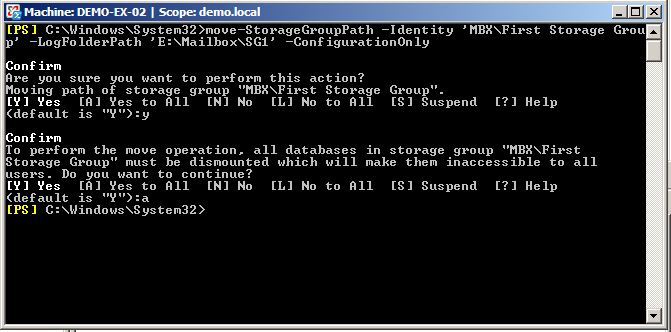 Machine: DEMO-EX-02 | Scope: demo.local
[PS] C:\Windows\System32>move-StorageGroupPath -Identity 'MBX\First Storage Grou
p' -LogFolderPath 'E:\Mailbox\SG1' -ConfigurationOnly
Confirm
Are you sure you want to perform this action?
Moving path of storage group "MBX\First Storage Group".
[Y] Yes  [A] Yes to All  [N] No  [L] No to All  [S] Suspend  [?] Help
(default is "Y"):y
Confirm
To perform the move operation, all databases in storage group "MBX\First
Storage Group" must be dismounted which will make them inaccessible to all
users. Do you want to continue?
[Y] Yes  [A] Yes to All  [N] No  [L] No to All  [S] Suspend  [?] Help
(default is "Y"):a
[PS] C:\Windows\System32>